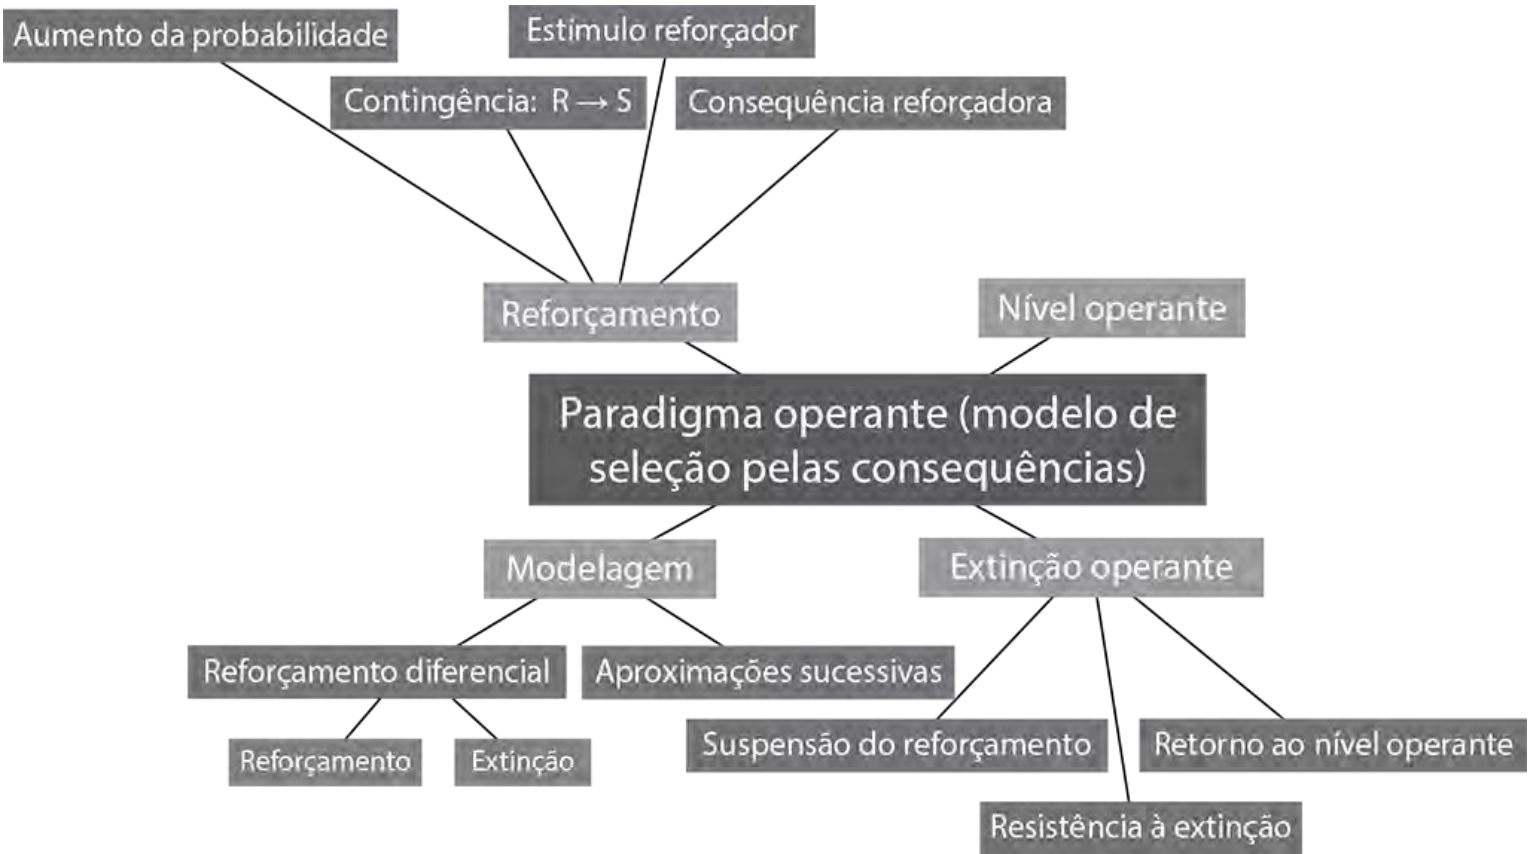 Aumento da probabilidade
Estímulo reforçador
Contingência: R → S
Consequência reforçadora
Reforçamento
Nível operante
Paradigma operante (modelo de
seleção pelas consequências)
Modelagem
Extinção operante
Reforçamento diferencial
Aproximações sucessivas
Reforçamento
Extinção
Suspensão do reforçamento
Retorno ao nível operante
Resistência à extinção